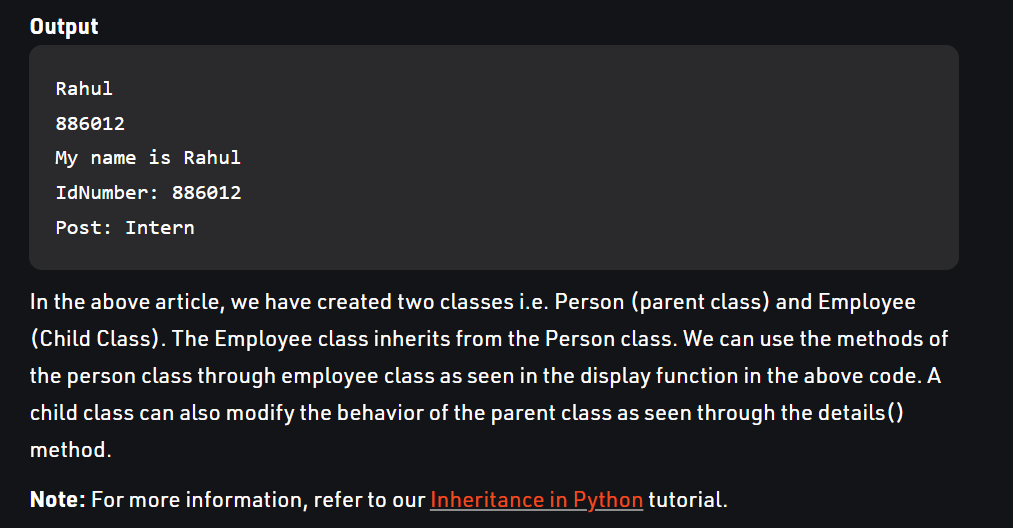 Output
Rahul
886012
My name is Rahul
IdNumber: 886012
Post: Intern
In the above article, we have created two classes i.e. Person (parent class) and Employee
(Child Class). The Employee class inherits from the Person class. We can use the methods of
the person class through employee class as seen in the display function in the above code. A
child class can also modify the behavior of the parent class as seen through the details()
method.
Note: For more information, refer to our Inheritance in Python tutorial.